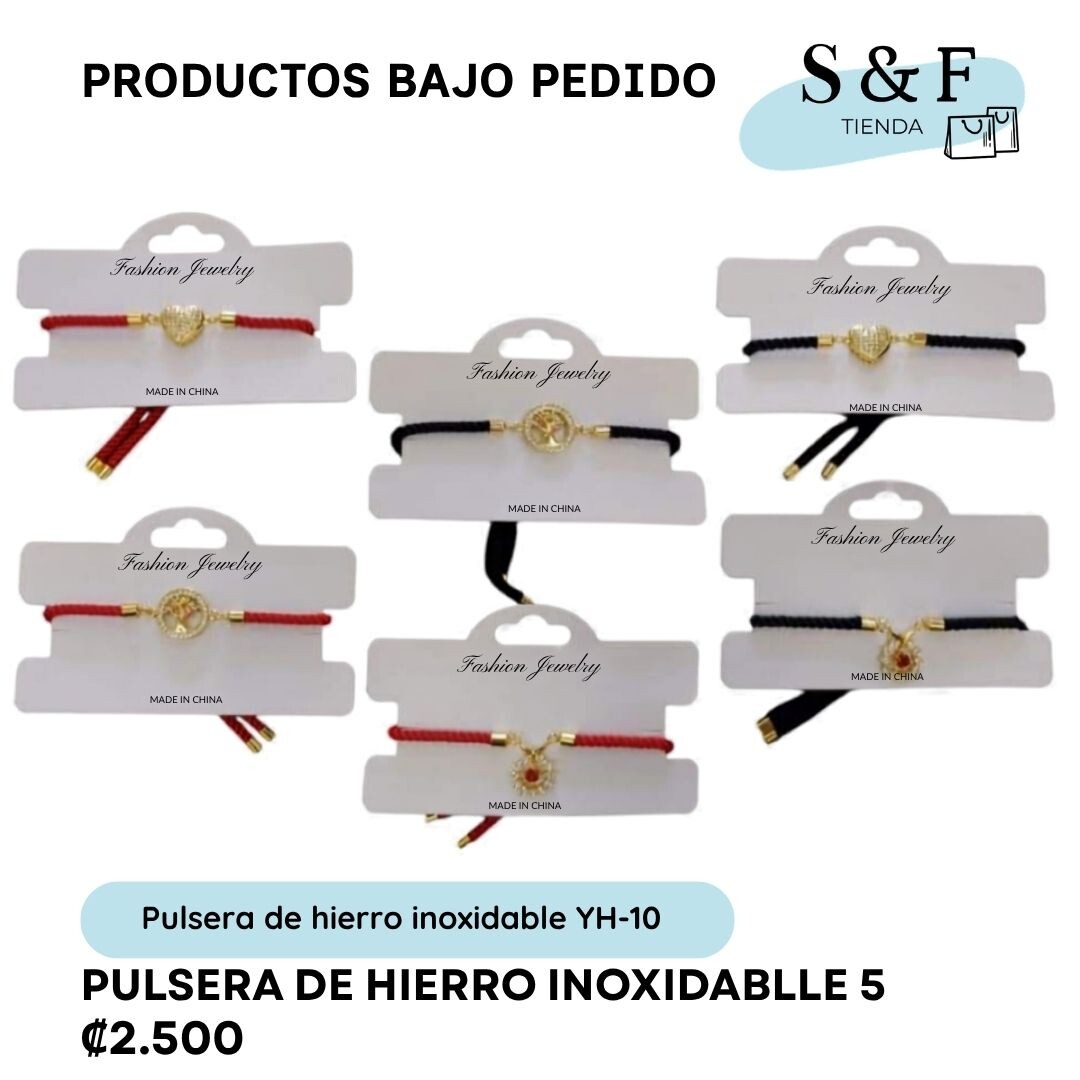 PRODUCTOS BAJO PEDIDO
S & F
TIENDA
Fashion Jewelry
MADE IN CHINA
Fashion Jewelry
MADE IN CHINA
Fashion Jewelry
MADE IN CHINA
Fashion Jewelry
MADE IN CHINA
Fashion Jewelry
MADE IN CHINA
Fashion Jewelry
MADE IN CHINA
Pulsera de hierro inoxidable YH-10
PULSERA DE HIERRO INOXIDABLLE 5
₡2.500